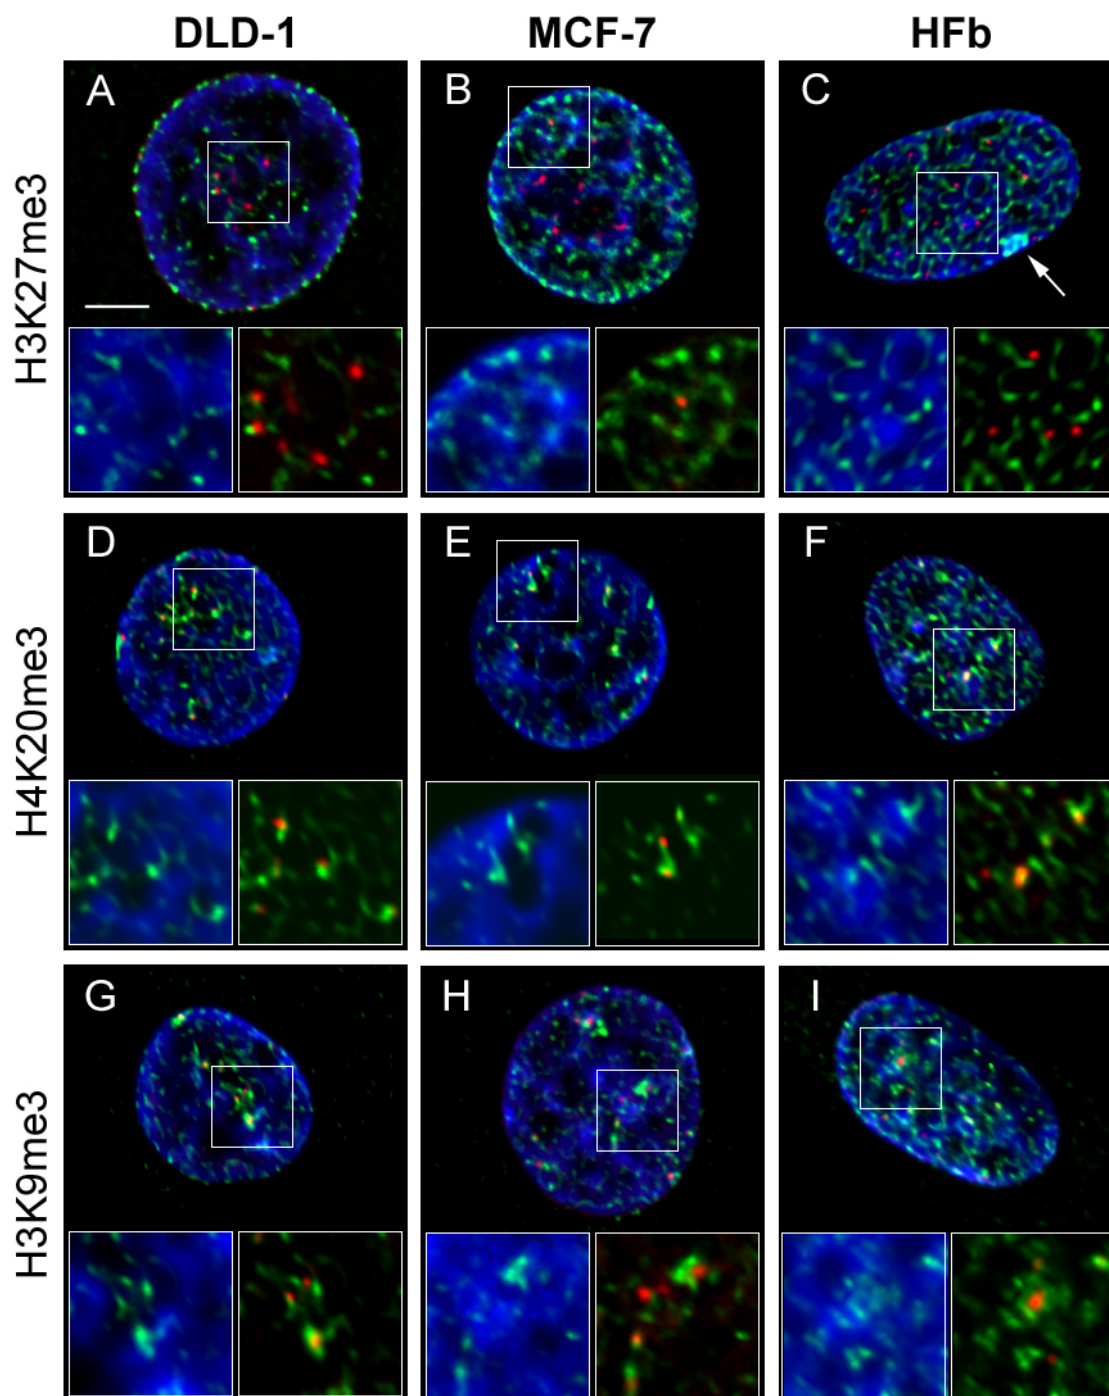 DLD-1 MCF-7 HFb
H3K27me3
A B C
H4K20me3
D E F
H3K9me3
G H I